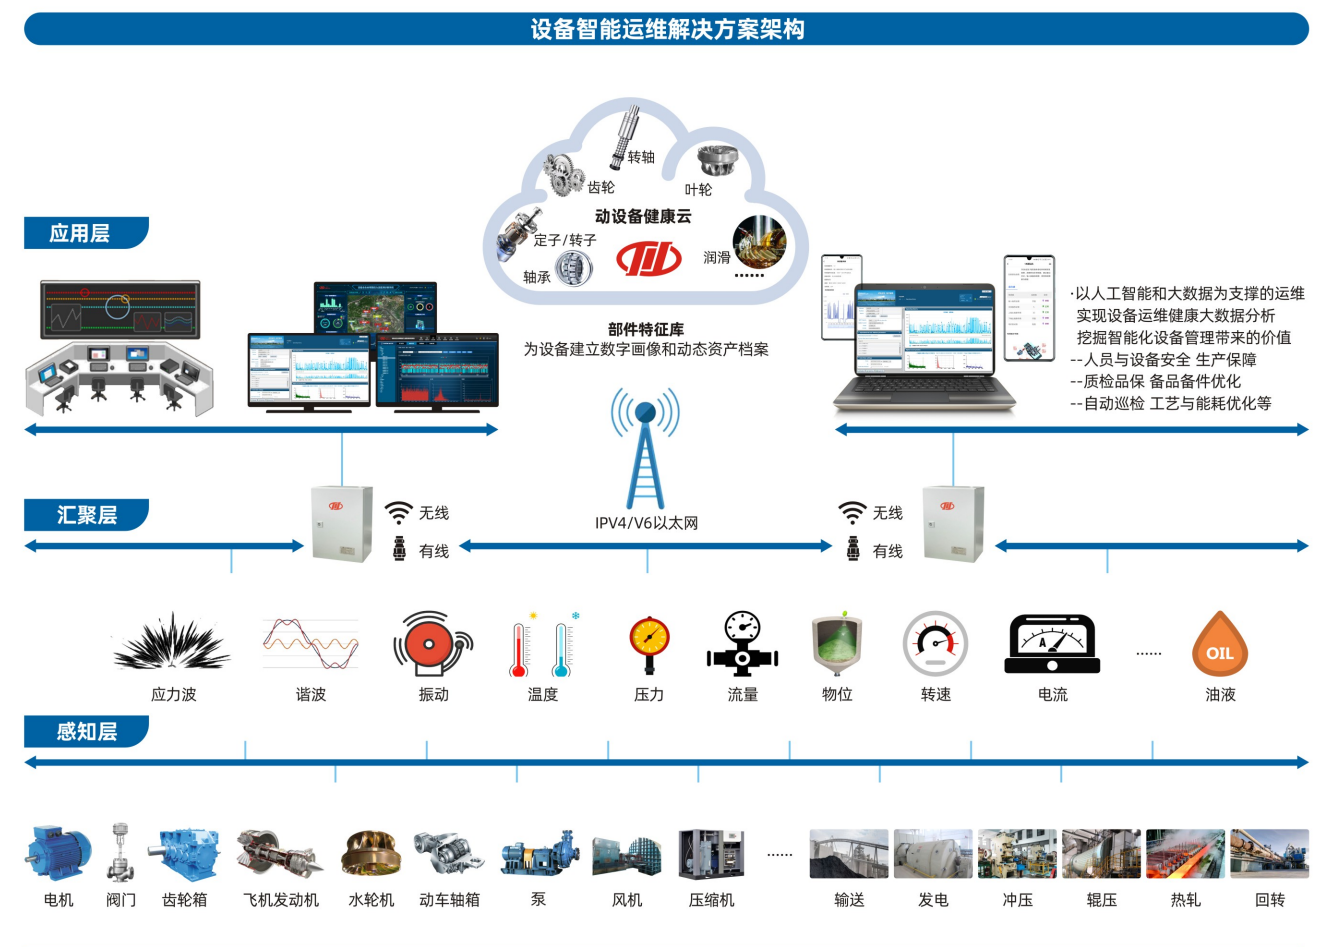 设备智能运维解决方案架构
转轴
齿轮
叶轮
动设备健康云
定子/转子
润滑
轴承
······
部件特征库
为设备建立数字画像和动态资产档案
应用层
·以人工智能和大数据为支撑的运维
实现设备运维健康大数据分析
挖掘智能化设备管理带来的价值
--人员与设备安全 生产保障
--质检品保 备品备件优化
--自动巡检 工艺与能耗优化等
汇聚层
无线
有线
IPV4/V6以太网
无线
有线
A
······
OIL
应力波
谐波
振动
温度
压力
流量
物位
转速
电流
油液
感知层
······
电机
阀门
齿轮箱
飞机发动机
水轮机
动车轴箱
泵
风机
压缩机
输送
发电
冲压
辊压
热轧
回转